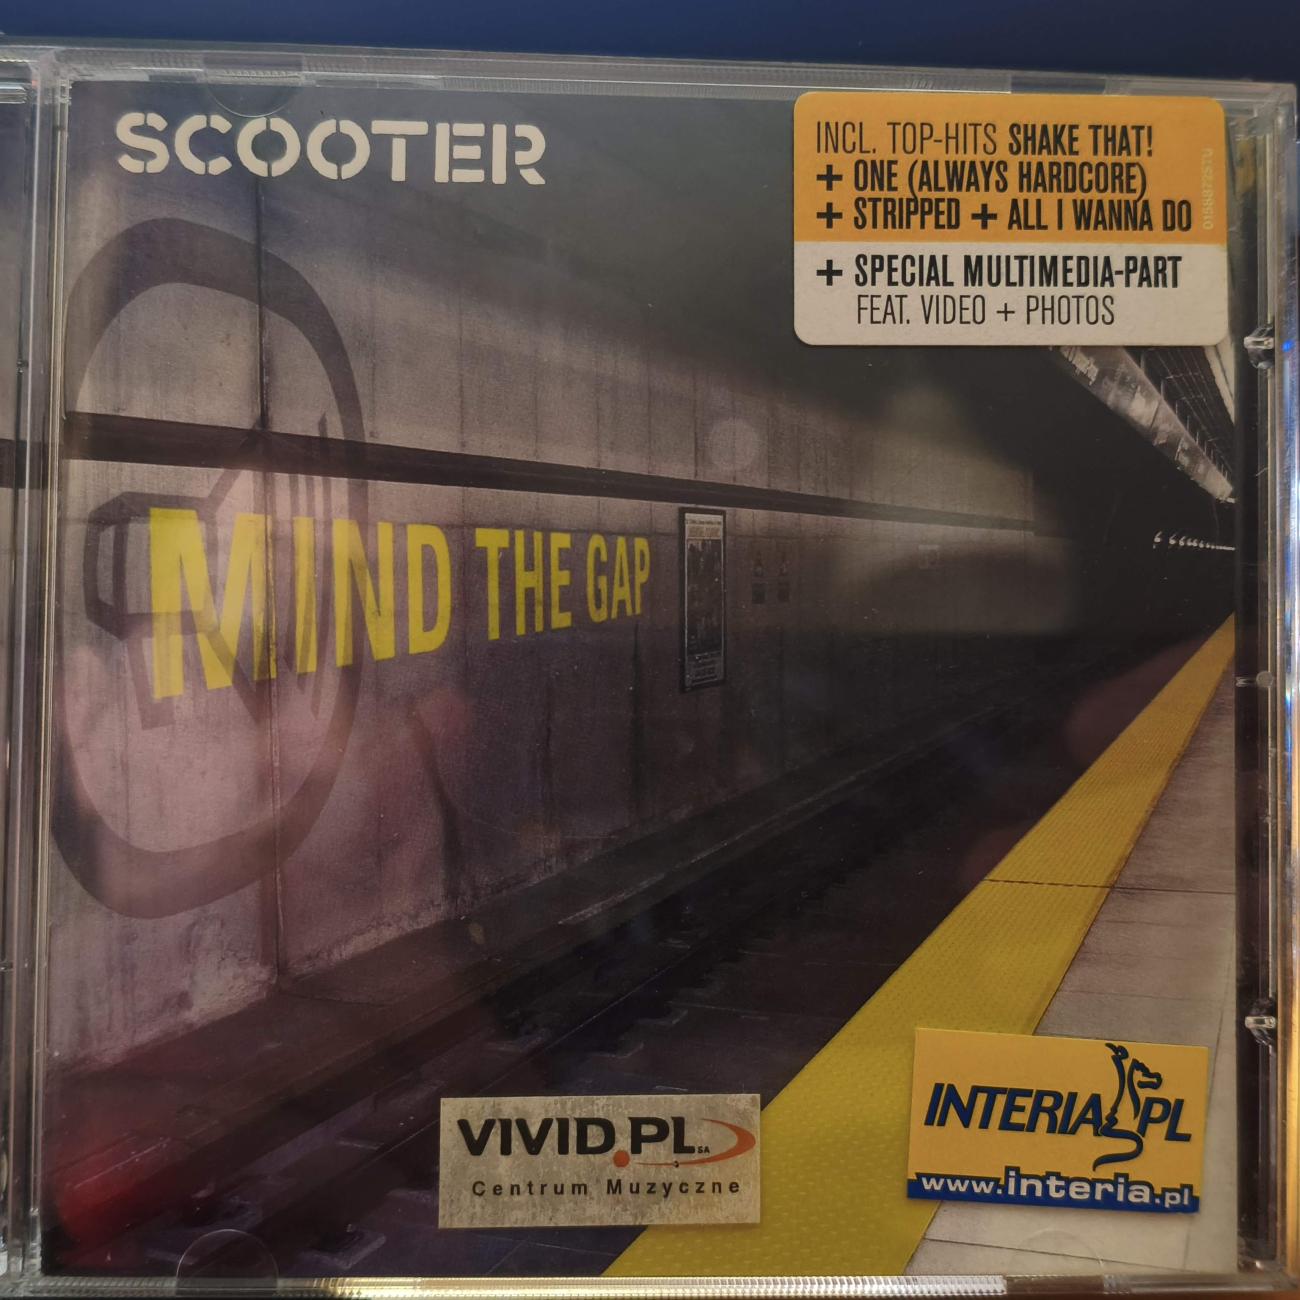 SCOOTER
INCL. TOP-HITS SHAKE THAT!
+ ONE (ALWAYS HARDCORE)
+ STRIPPED + ALL I WANNA DO
+ SPECIAL MULTIMEDIA-PART
FEAT. VIDEO + PHOTOS
MIND THE GAP
VIVID.PL SA
Centrum Muzyczne
INTERIA PL
www.interia.pl